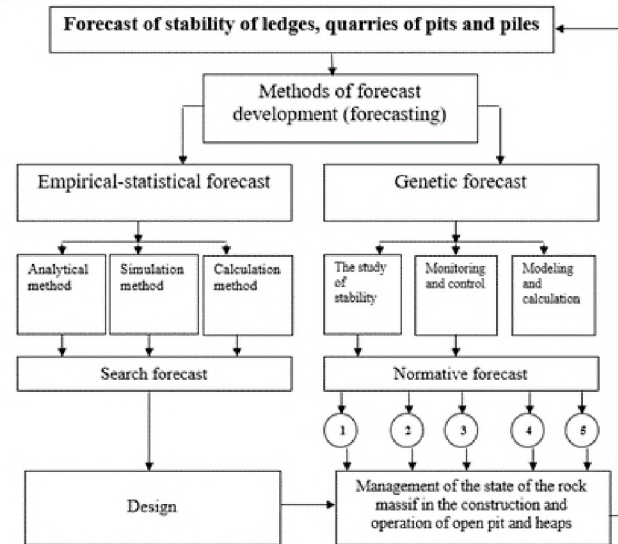 Forecast of stability of ledges, quarries of pits and piles
Methods of forecast
development (forecasting)
Empirical-statistical forecast
Genetic forecast
Analytical
method
Simulation
method
Calculation
method
The study
of
stability
Monitoring
and control
Modeling
and
calculation
Search forecast
Normative forecast
1
2
3
4
5
Design
Management of the state of the rock
massif in the construction and
operation of open pit and heaps